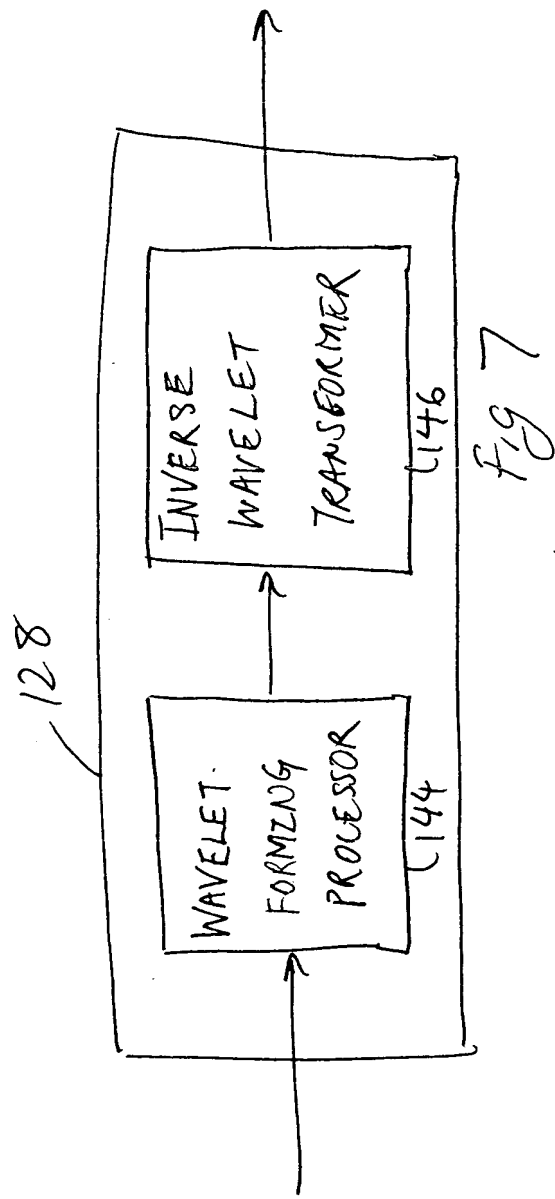 128
WAVELET-
FORMING
PROCESSOR
144
INVERSE
WAVELET
TRANSFORMER
146
Fig 7